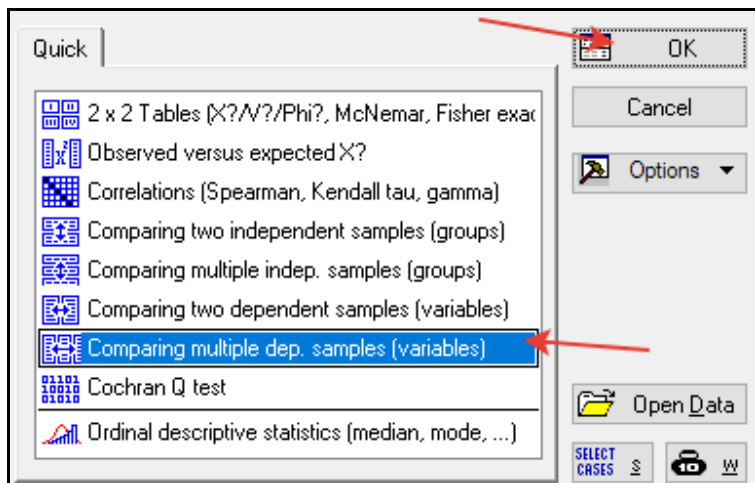 Quick
2 x 2 Tables (X?/V?/Phi?, McNemar, Fisher exac
Observed versus expected X?
Correlations (Spearman, Kendall tau, gamma)
Comparing two independent samples (groups)
Comparing multiple indep. samples (groups)
Comparing two dependent samples (variables)
Comparing multiple dep. samples (variables)
Cochran Q test
Ordinal descriptive statistics (median, mode, ...)
OK
Cancel
Options
Open Data
SELECT
CASES S
W